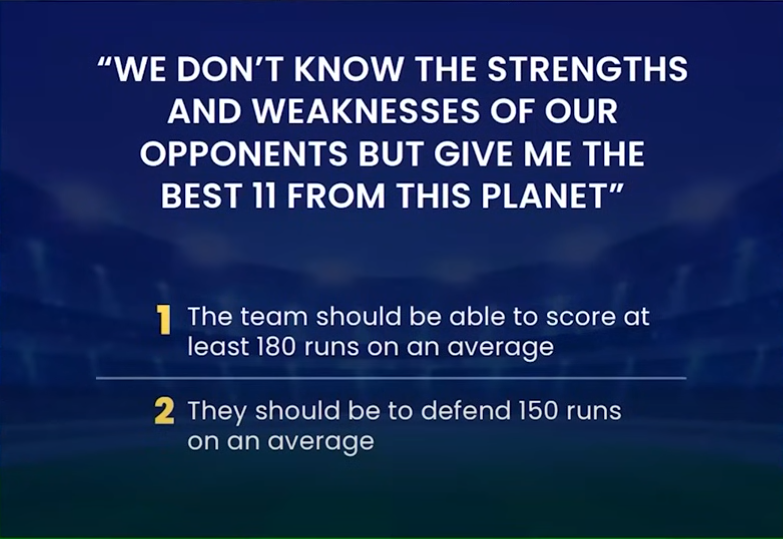 “WE DON’T KNOW THE STRENGTHS
AND WEAKNESSES OF OUR
OPPONENTS BUT GIVE ME THE
BEST 11 FROM THIS PLANET”
1 The team should be able to score at
least 180 runs on an average
2 They should be to defend 150 runs
on an average